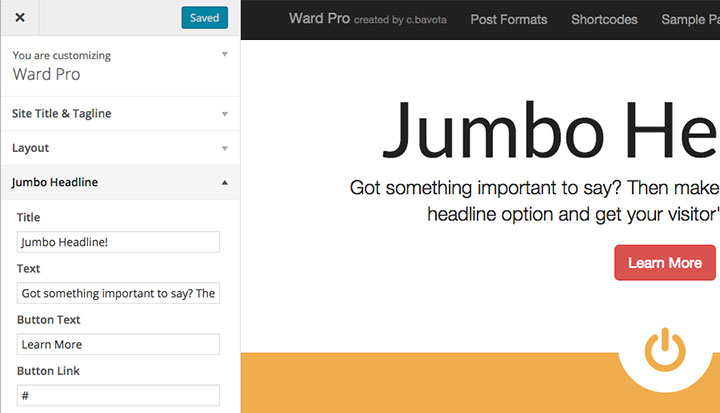 Saved
You are customizing
Ward Pro
Site Title & Tagline
Layout
Jumbo Headline
Title
Jumbo Headline!
Text
Got something important to say? The
Button Text
Learn More
Button Link
#
Ward Pro created by c.bavota Post Formats Shortcodes Sample Pa
Jumbo He
Got something important to say? Then make
headline option and get your visitor'
Learn More